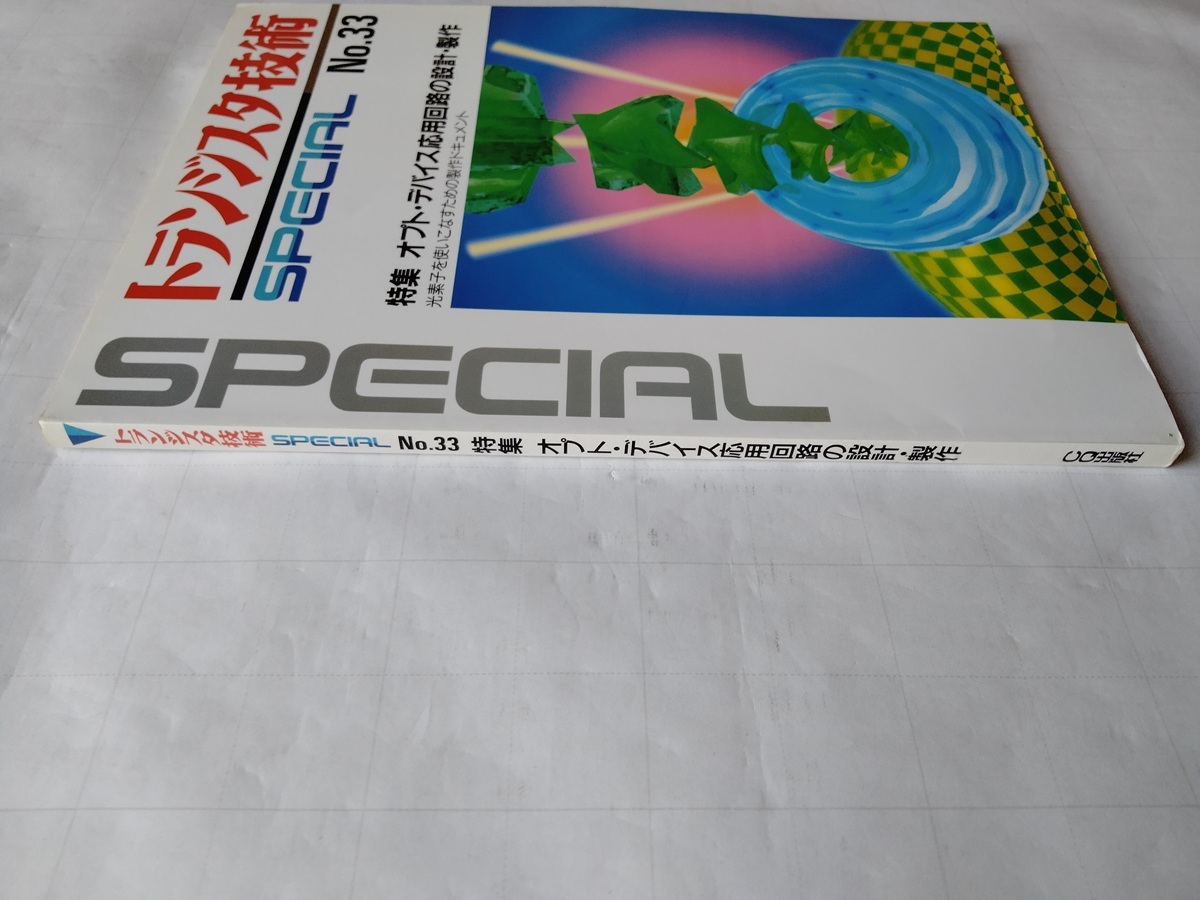 トランジスタ技術
SPECIAL No.33
特集 オプト・デバイス応用回路の設計・製作
光素子を使いこなすための製作ドキュメント
SPECIAL
トランジスタ技術 SPECIAL No.33 特集 オプト・デバイス応用回路の設計・製作 CQ出版社